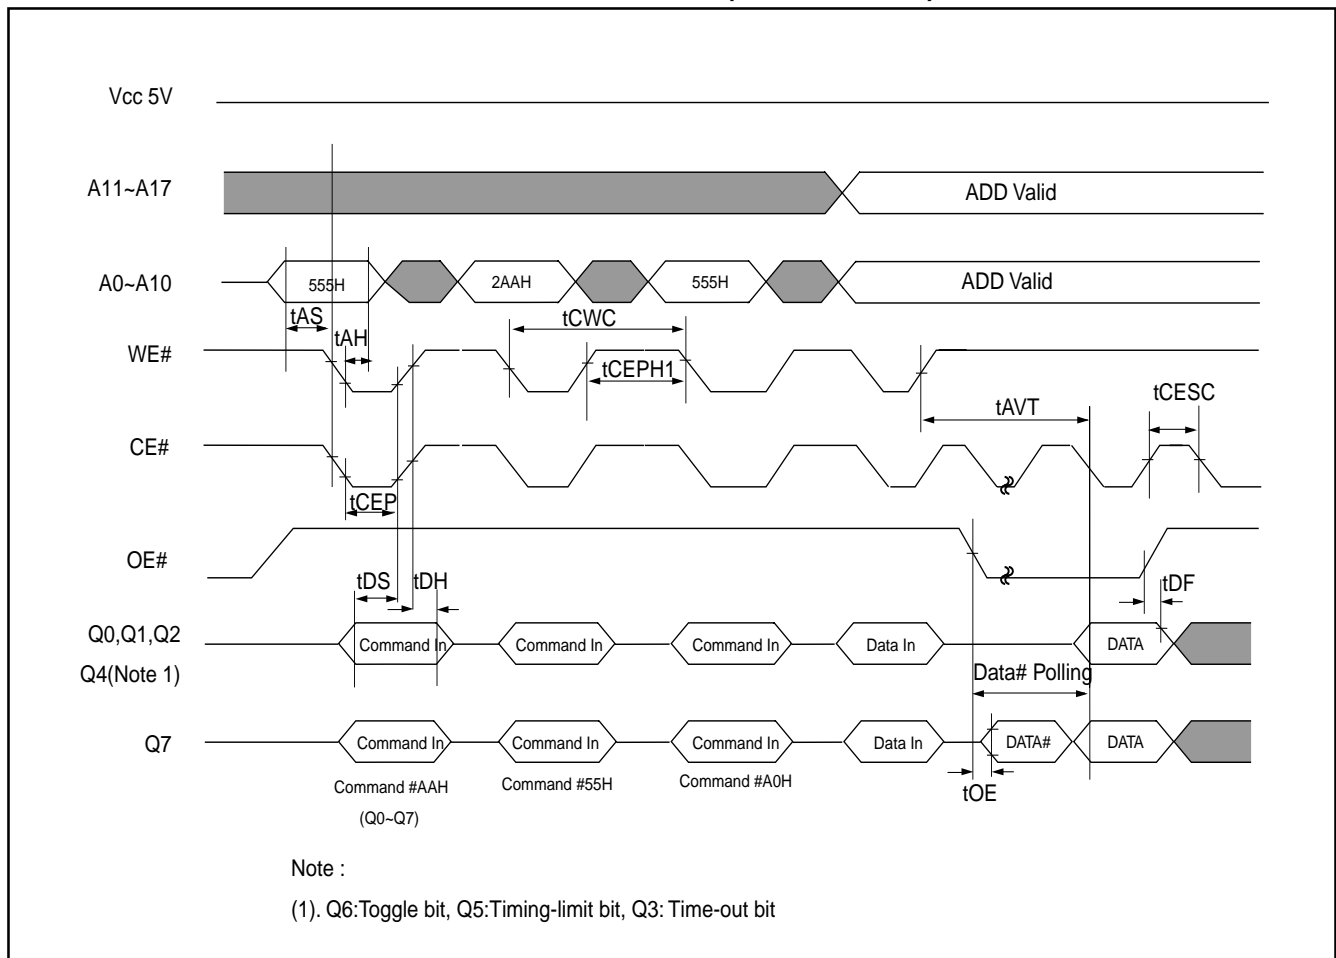 Vcc 5V
A11~A17
ADD Valid
A0~A10
555H
2AAH
555H
ADD Valid
tAS
tAH
tCWC
WE#
tCEPH1
tCESC
tAVT
CE#
tCEP
OE#
tDS
tDH
tDF
Q0,Q1,Q2
Q4(Note 1)
Command In
Command In
Command In
Data In
DATA
Data# Polling
Q7
Command In
Command In
Command In
Data In
DATA#
DATA
Command #AAH
(Q0~Q7)
Command #55H
Command #A0H
tOE
Note :
(1). Q6:Toggle bit, Q5:Timing-limit bit, Q3: Time-out bit